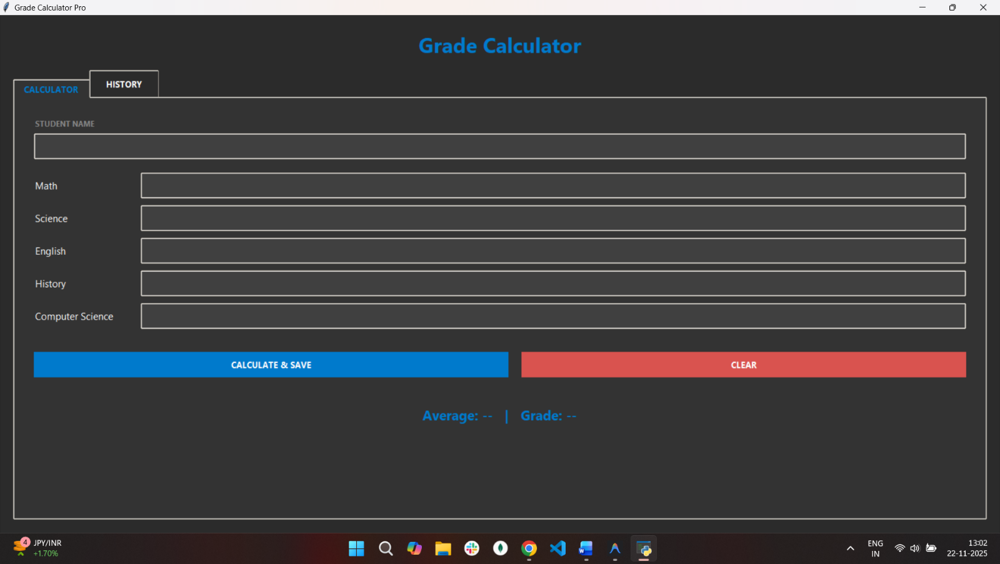 Grade Calculator Pro
Grade Calculator
CALCULATOR
HISTORY
STUDENT NAME
Math
Science
English
History
Computer Science
CALCULATE & SAVE
CLEAR
Average: -- | Grade: --
4
JPY/INR
+1.70%
W
ENG
IN
13:02
22-11-2025